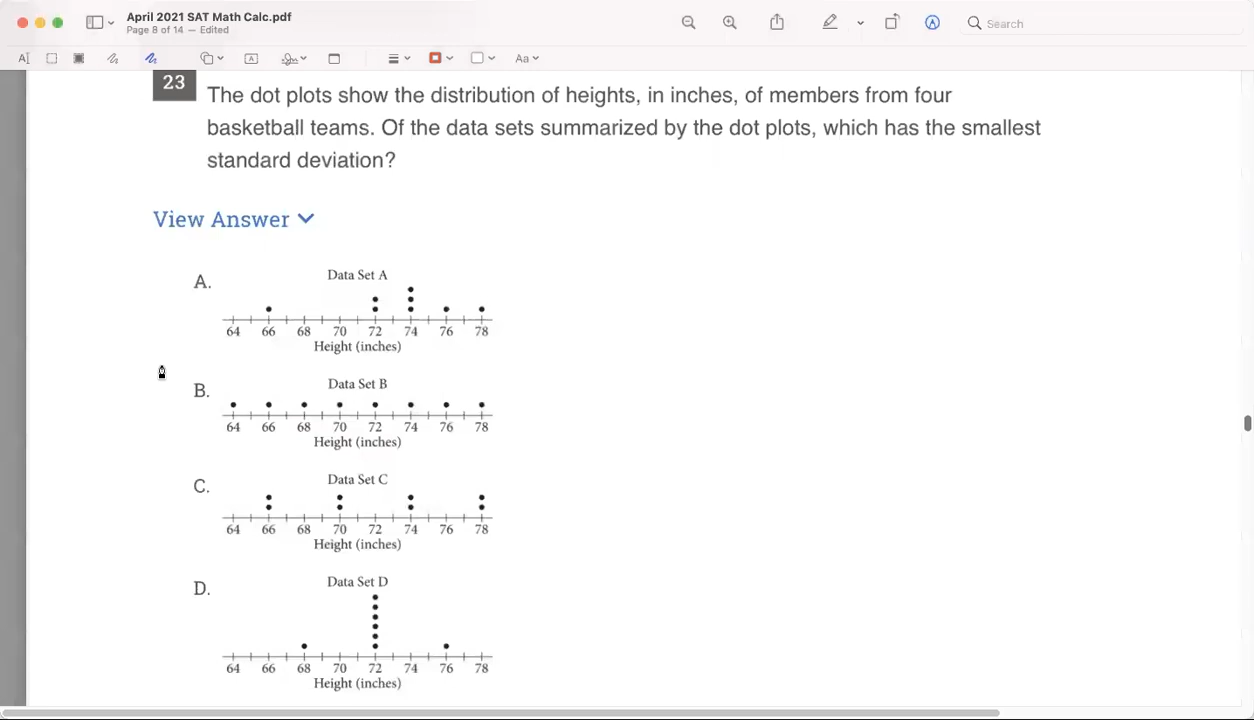 April 2021 SAT Math Calc.pdf
Page 8 of 14 — Edited
Search
A
A
Aa
23
The dot plots show the distribution of heights, in inches, of members from four
basketball teams. Of the data sets summarized by the dot plots, which has the smallest
standard deviation?
View Answer
A.
Data Set A
64 66 68 70 72 74 76 78
Height (inches)
B.
Data Set B
64 66 68 70 72 74 76 78
Height (inches)
C.
Data Set C
64 66 68 70 72 74 76 78
Height (inches)
D.
Data Set D
64 66 68 70 72 74 76 78
Height (inches)